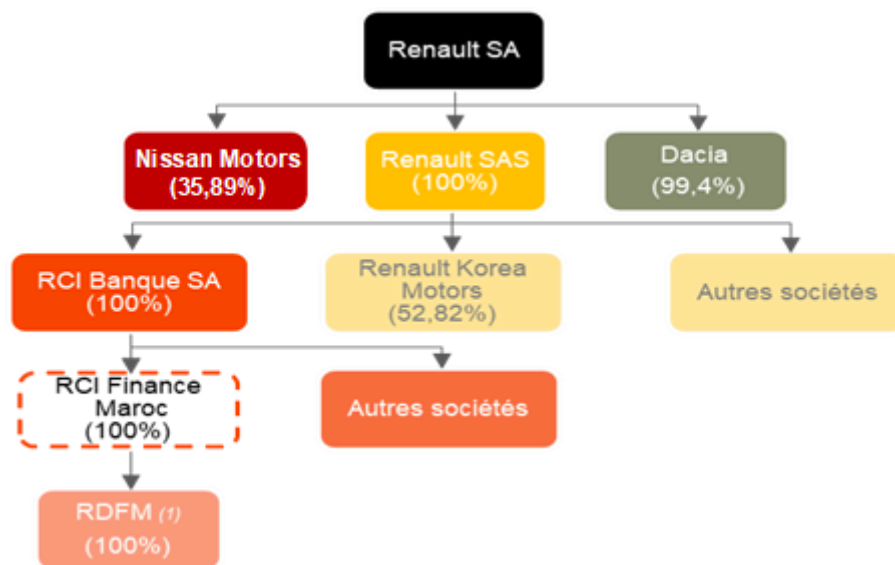 Renault SA
Nissan Motors
(35,89%)
Renault SAS
(100%)
Dacia
(99,4%)
RCI Banque SA
(100%)
Renault Korea
Motors
(52,82%)
Autres sociétés
RCI Finance
Maroc
(100%)
Autres sociétés
RDFM (1)
(100%)